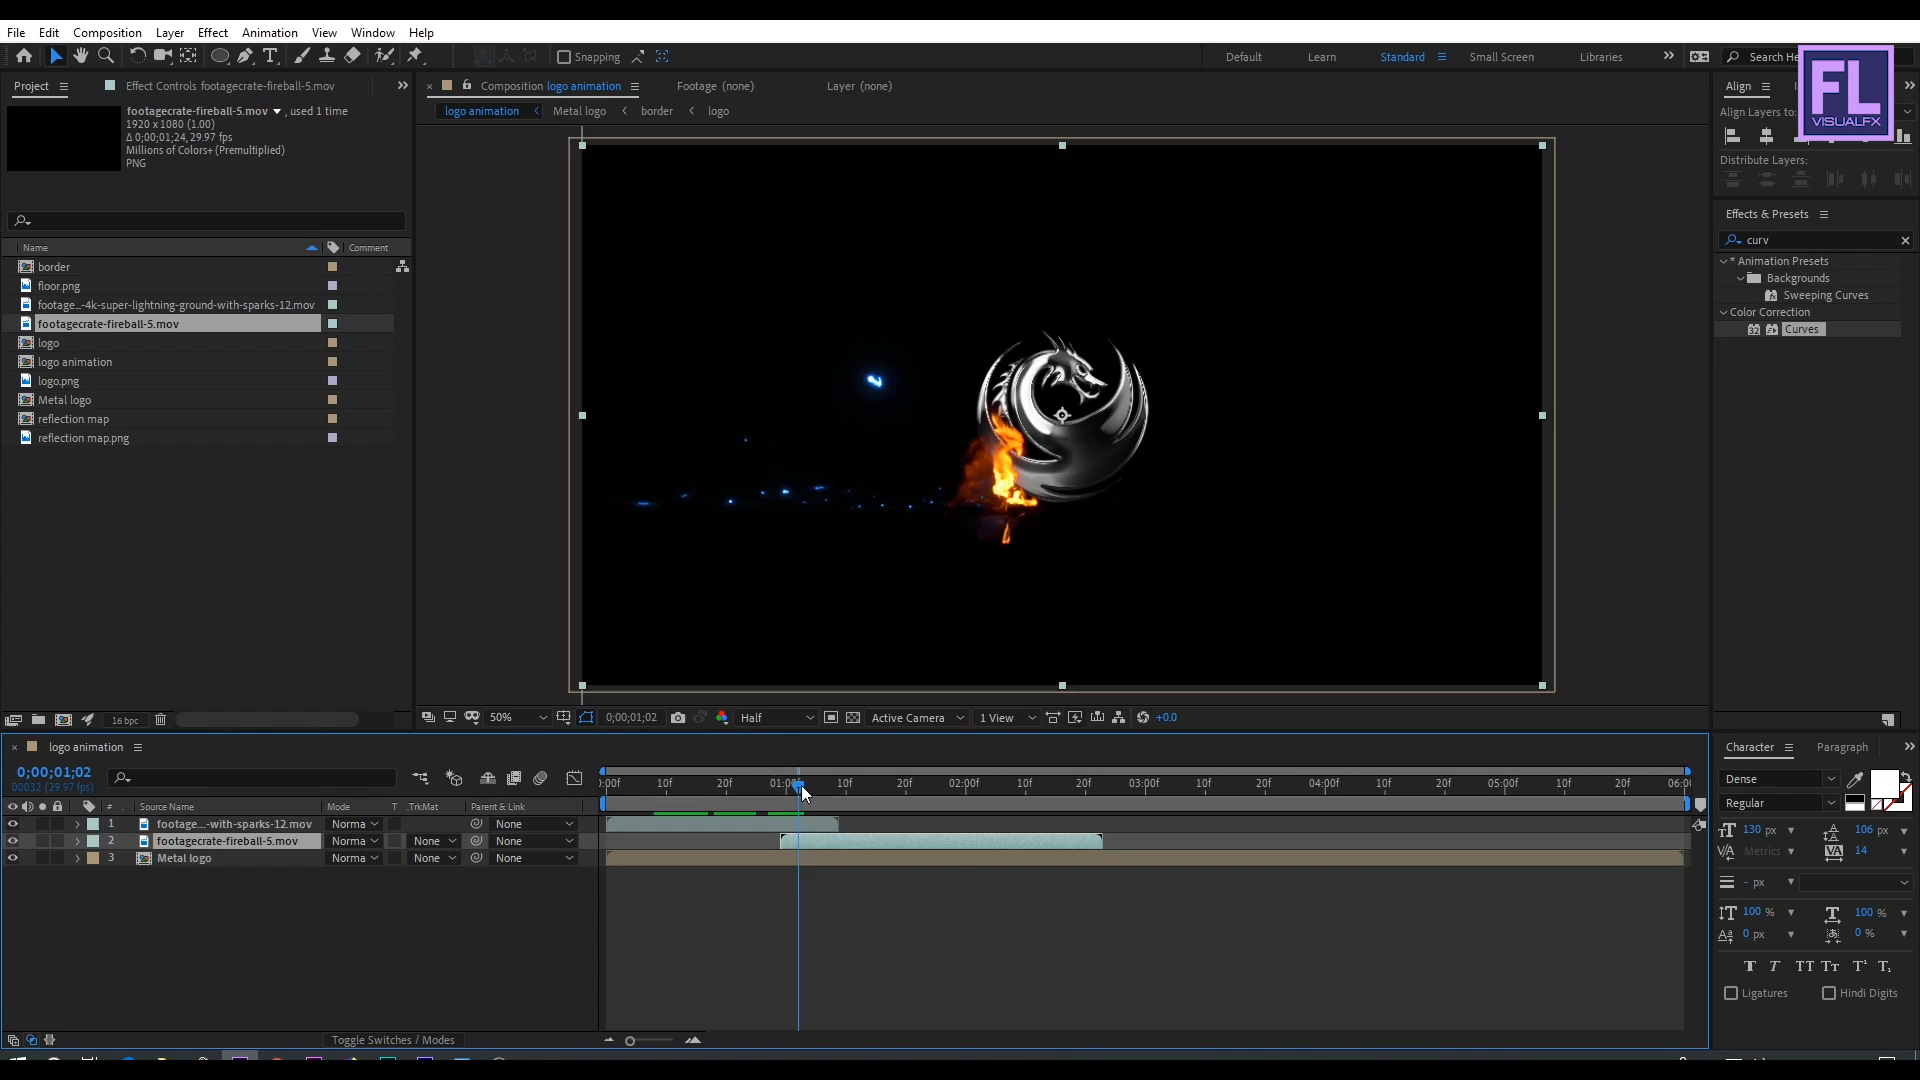 File Edit Composition Layer Effect Animation View Window Help
Snapping
Default Learn Standard Small Screen Libraries
Search He
FL
VISUALFX
Project Effect Controls footagecrate-fireball-5.mov
Composition logo animation Footage (none) Layer (none)
logo animation Metal logo border logo
footagecrate-fireball-5.mov , used 1 time
1920 x 1080 (1.00)
Δ 0;00;01;24, 29.97 fps
Millions of Colors+ (Premultiplied)
PNG
Name Comment
border
floor.png
footage...-4k-super-lightning-ground-with-sparks-12.mov
footagecrate-fireball-5.mov
logo
logo animation
logo.png
Metal logo
reflection map
reflection map.png
16 bpc
50% 0;00;01;02 Half Active Camera 1 View +0.0
Align
Align Layers to:
Distribute Layers:
Effects & Presets
curv
* Animation Presets
Backgrounds
Sweeping Curves
Color Correction
32 Curves
logo animation
0;00;01;02
00032 (29.97 fps)
:00f 10f 20f 01:00f 10f 20f 02:00f 10f 20f 03:00f 10f 20f 04:00f 10f 20f 05:00f 10f 20f 06:0
# Source Name Mode T .TrkMat Parent & Link
1 footage...-with-sparks-12.mov Norma None
2 footagecrate-fireball-5.mov Norma None None
3 Metal logo Norma None None
Toggle Switches / Modes
Character Paragraph
Dense
Regular
130 px 106 px
Metrics 14
- px
100 % 100 %
0 px 0 %
T T TT Tt T¹ T₁
Ligatures Hindi Digits